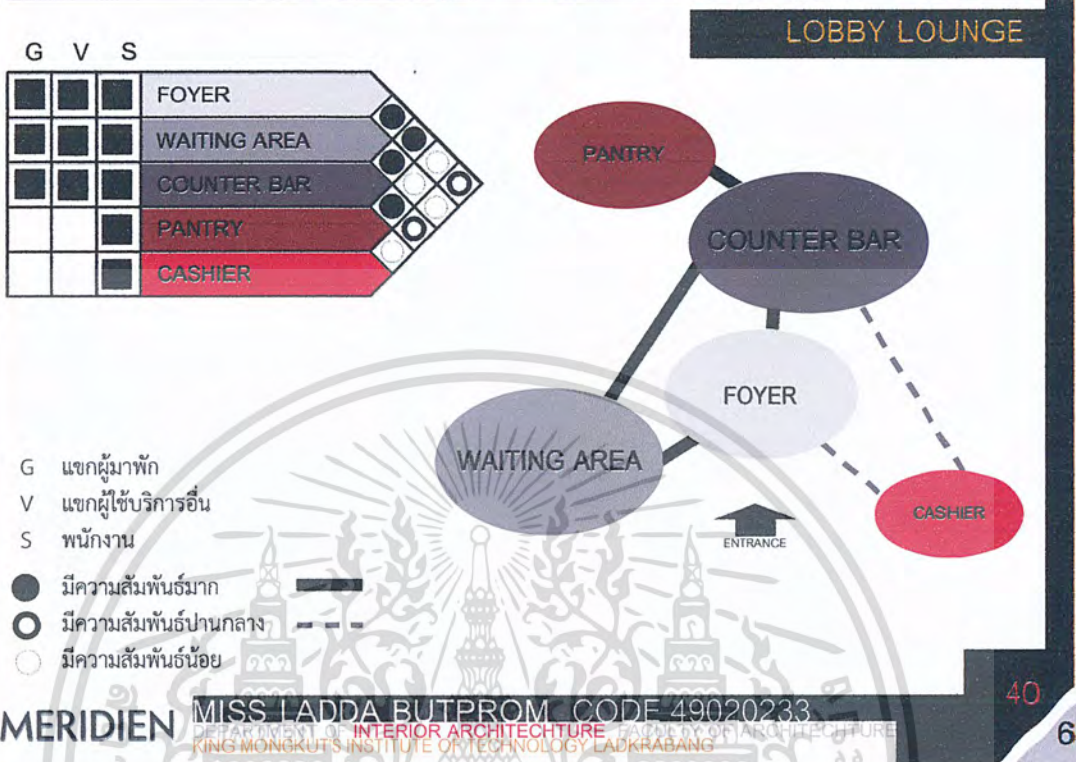 LOBBY LOUNGE
G V S
FOYER
WAITING AREA
COUNTER BAR
PANTRY
CASHIER
PANTRY
COUNTER BAR
FOYER
WAITING AREA
CASHIER
ENTRANCE
G แขกผู้มาพัก
V แขกผู้ใช้บริการอื่น
S พนักงาน
มีความสัมพันธ์มาก
มีความสัมพันธ์ปานกลาง
มีความสัมพันธ์น้อย
MERIDIEN
MISS LADDA BUTPROM CODE 49020233
DEPARTMENT OF INTERIOR ARCHITECHTURE FACULTY OF ARCHITECHTURE
KING MONGKUT'S INSTITUTE OF TECHNOLOGY LADKRABANG
40
6